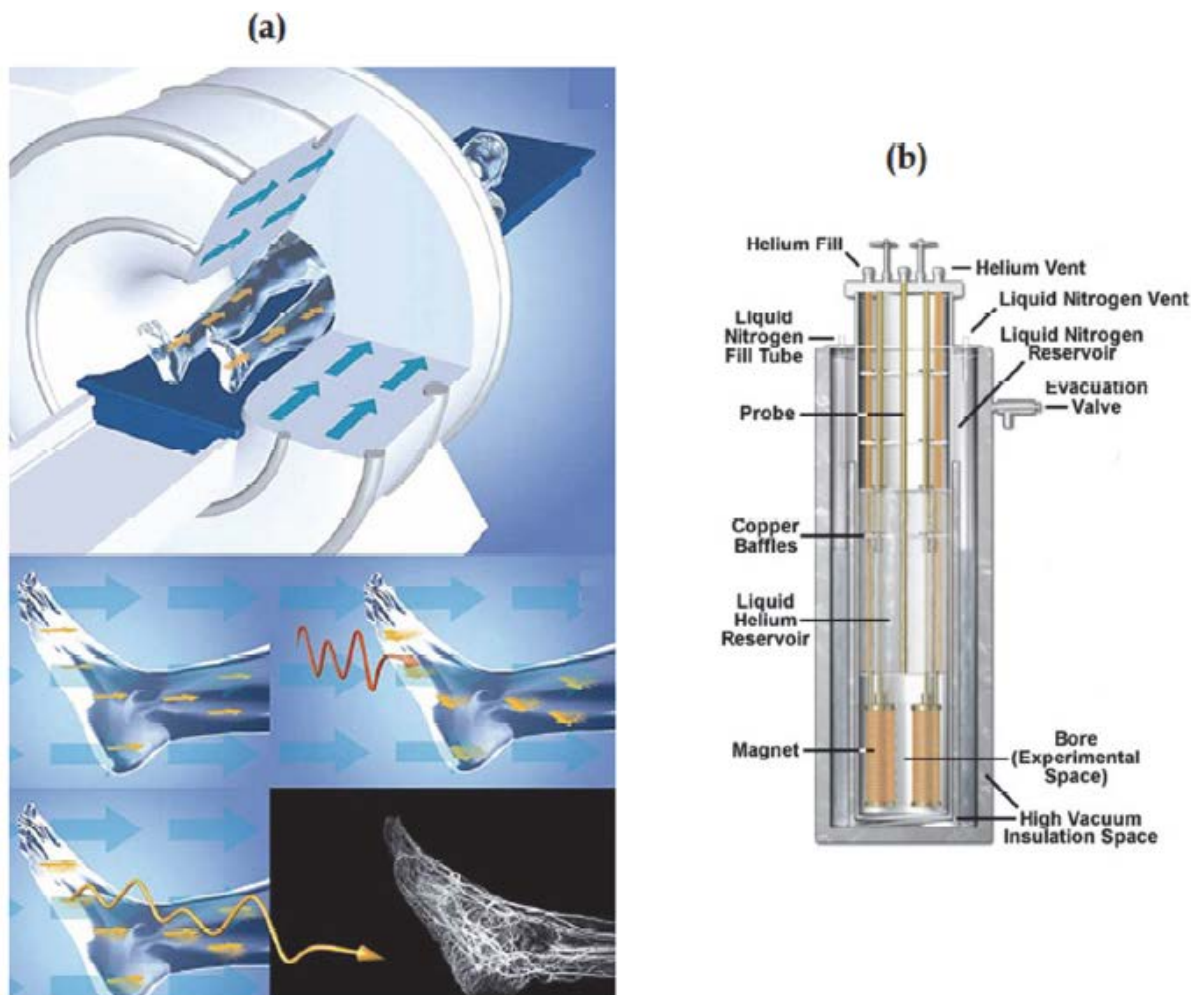 (a)
(b)
Helium Fill
Helium Vent
Liquid
Nitrogen
Fill Tube
Liquid Nitrogen Vent
Liquid Nitrogen
Reservoir
Evacuation
Valve
Probe
Copper
Baffles
Liquid
Helium
Reservoir
Magnet
Bore
(Experimental
Space)
High Vacuum
Insulation Space